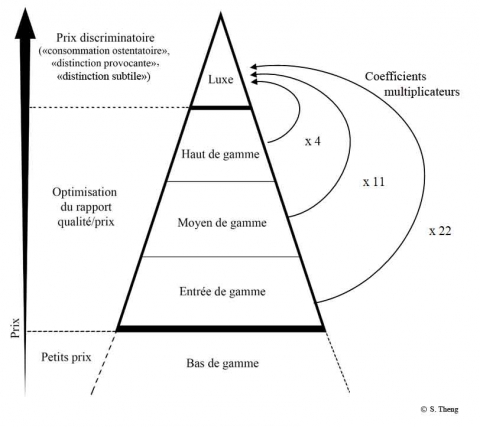 Prix discriminatoire
(«consommation ostentatoire»,
«distinction provocante»,
«distinction subtile»)
Luxe
Coefficients
multiplicateurs
x 4
Haut de gamme
x 11
Optimisation
du rapport
qualité/prix
Moyen de gamme
x 22
Entrée de gamme
Prix
Petits prix
Bas de gamme
© S. Theng